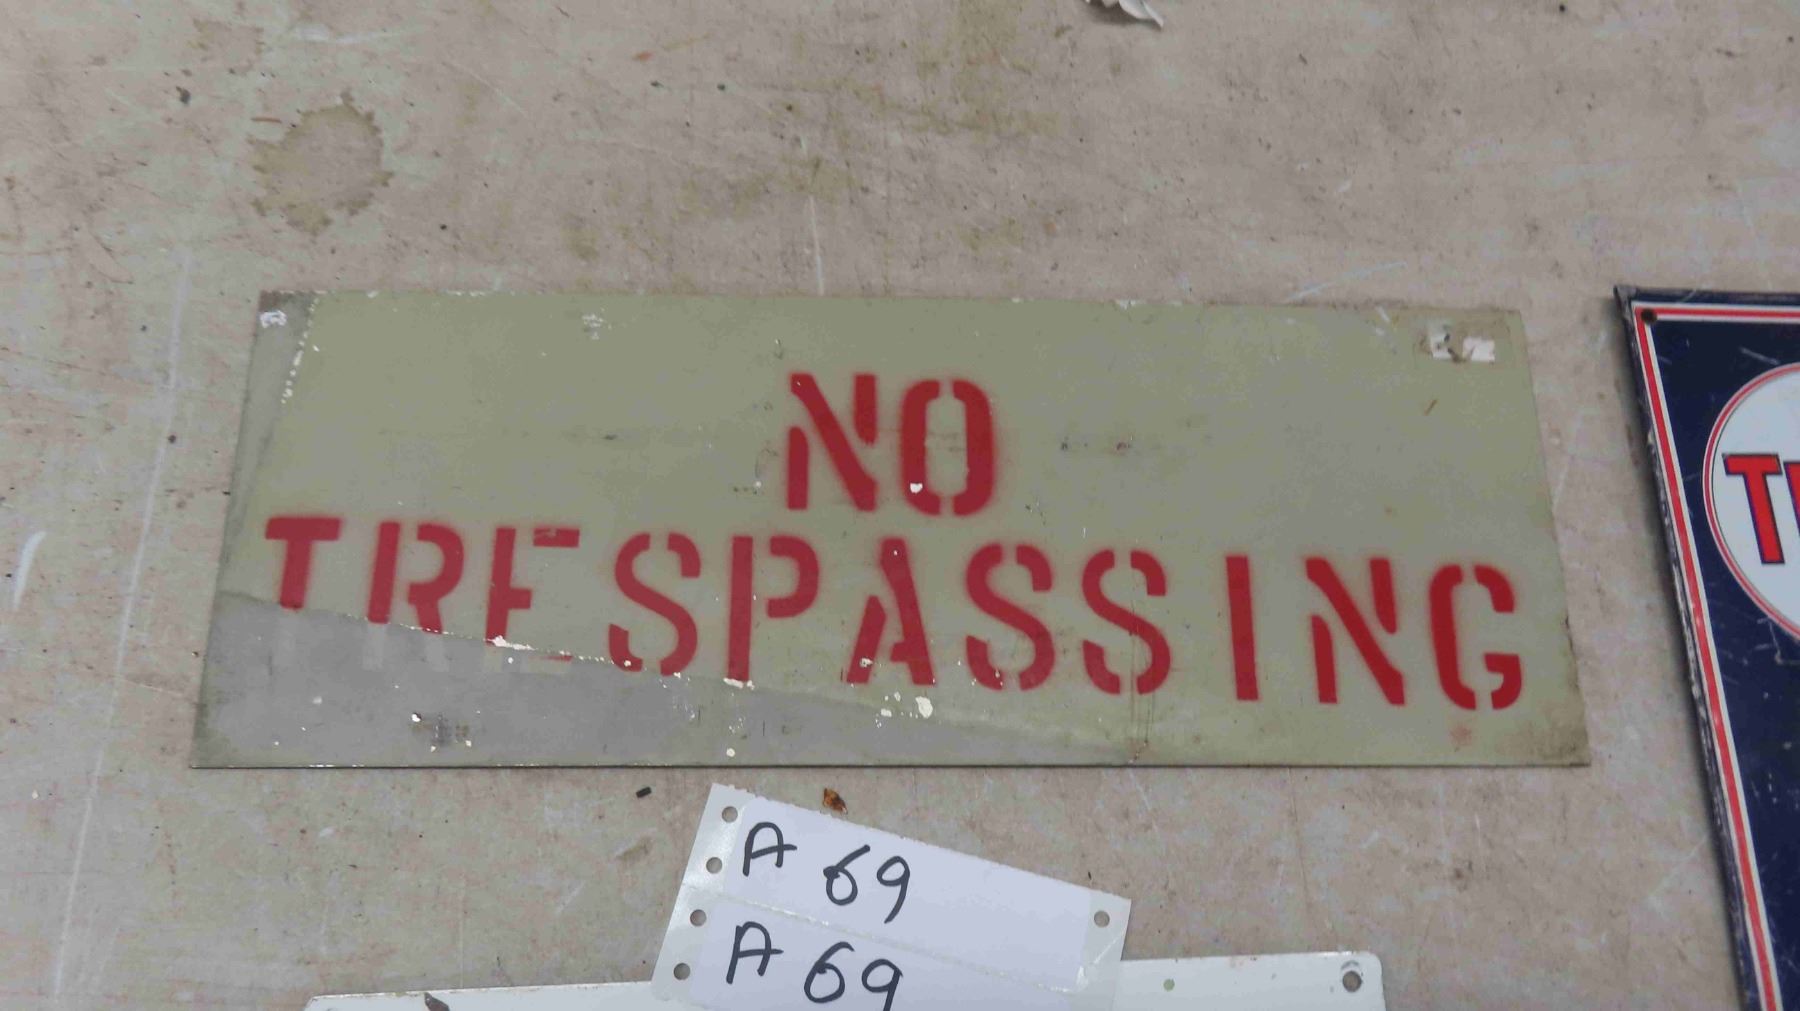 NO
TRESPASSING
A 69
A 69